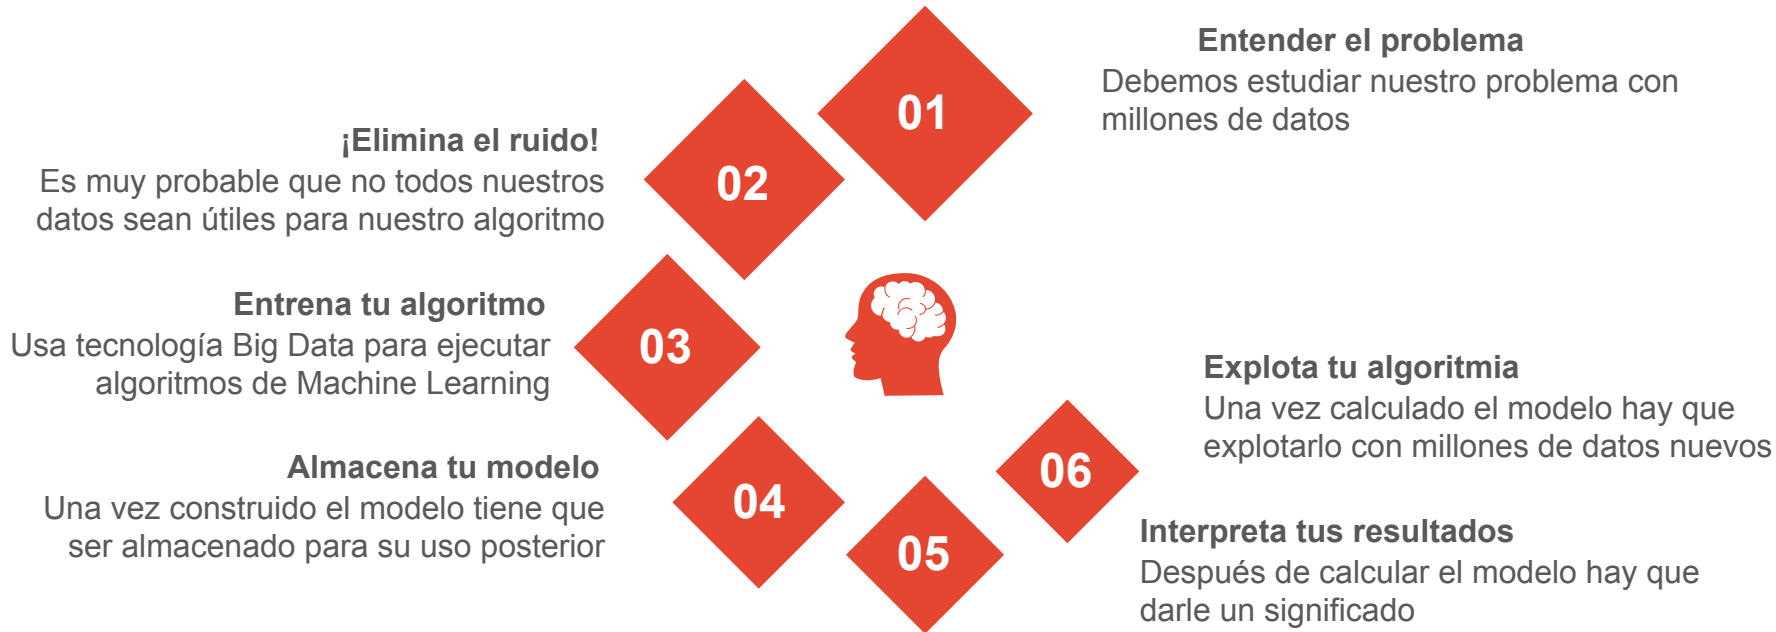 01
Entender el problema
Debemos estudiar nuestro problema con
millones de datos
02
¡Elimina el ruido!
Es muy probable que no todos nuestros
datos sean útiles para nuestro algoritmo
03
Entrena tu algoritmo
Usa tecnología Big Data para ejecutar
algoritmos de Machine Learning
04
Almacena tu modelo
Una vez construido el modelo tiene que
ser almacenado para su uso posterior
05
Interpreta tus resultados
Después de calcular el modelo hay que
darle un significado
06
Explota tu algoritmia
Una vez calculado el modelo hay que
explotarlo con millones de datos nuevos